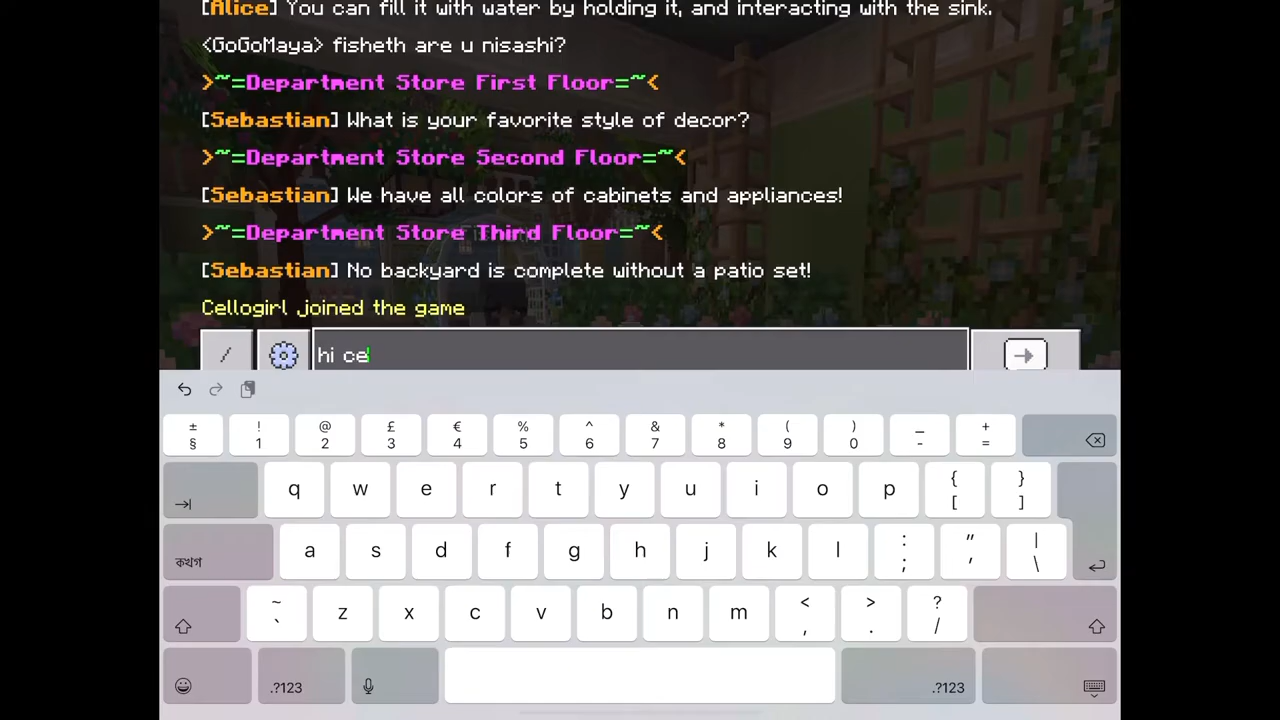 [Alice] You can fill it with water by holding it, and interacting with the sink.
<GoGoMaya> fisheth are u nisashi?
>~=Department Store First Floor=~<
[Sebastian] What is your favorite style of decor?
>~=Department Store Second Floor=~<
[Sebastian] We have all colors of cabinets and appliances!
>~=Department Store Third Floor=~<
[Sebastian] No backyard is complete without a patio set!
Cellogirl joined the game
/ hi ce
± ! @ £ € % ^ & * ( ) _ +
§ 1 2 3 4 5 6 7 8 9 0 - =
q w e r t y u i o p { }
[ ]
কখগ a s d f g h j k l : " |
; ' \
~ z x c v b n m < > ?
` , . /
.?123 .?123